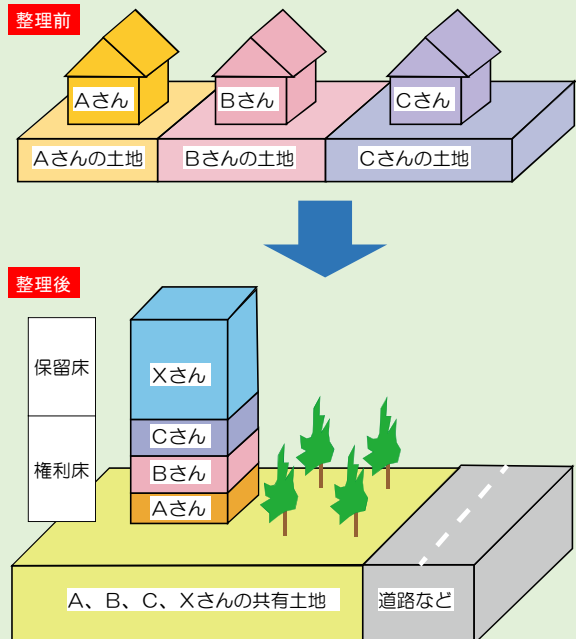 整理前
Aさん
Bさん
Cさん
Aさんの土地
Bさんの土地
Cさんの土地
整理後
保留床
権利床
Xさん
Cさん
Bさん
Aさん
A、B、C、Xさんの共有土地
道路など